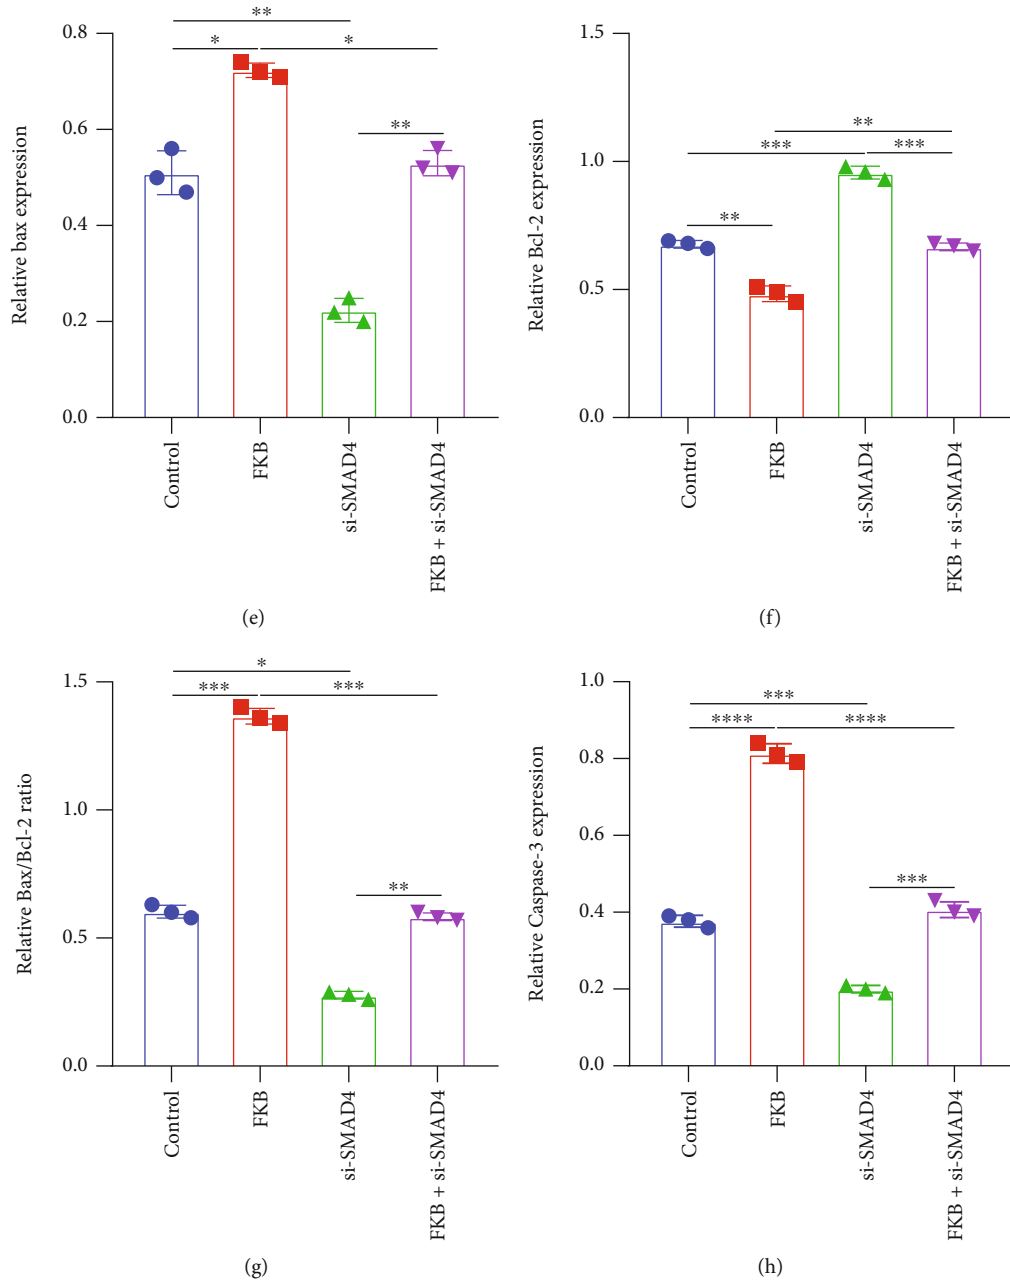 **
*
*
**
0.8
0.6
0.4
0.2
0.0
Relative bax expression
Control
FKB
si-SMAD4
FKB + si-SMAD4
(e)
**
***
***
**
1.5
1.0
0.5
0.0
Relative Bcl-2 expression
Control
FKB
si-SMAD4
FKB + si-SMAD4
(f)
*
***
***
**
1.5
1.0
0.5
0.0
Relative Bax/Bcl-2 ratio
Control
FKB
si-SMAD4
FKB + si-SMAD4
(g)
***
****
****
***
1.0
0.8
0.6
0.4
0.2
0.0
Relative Caspase-3 expression
Control
FKB
si-SMAD4
FKB + si-SMAD4
(h)